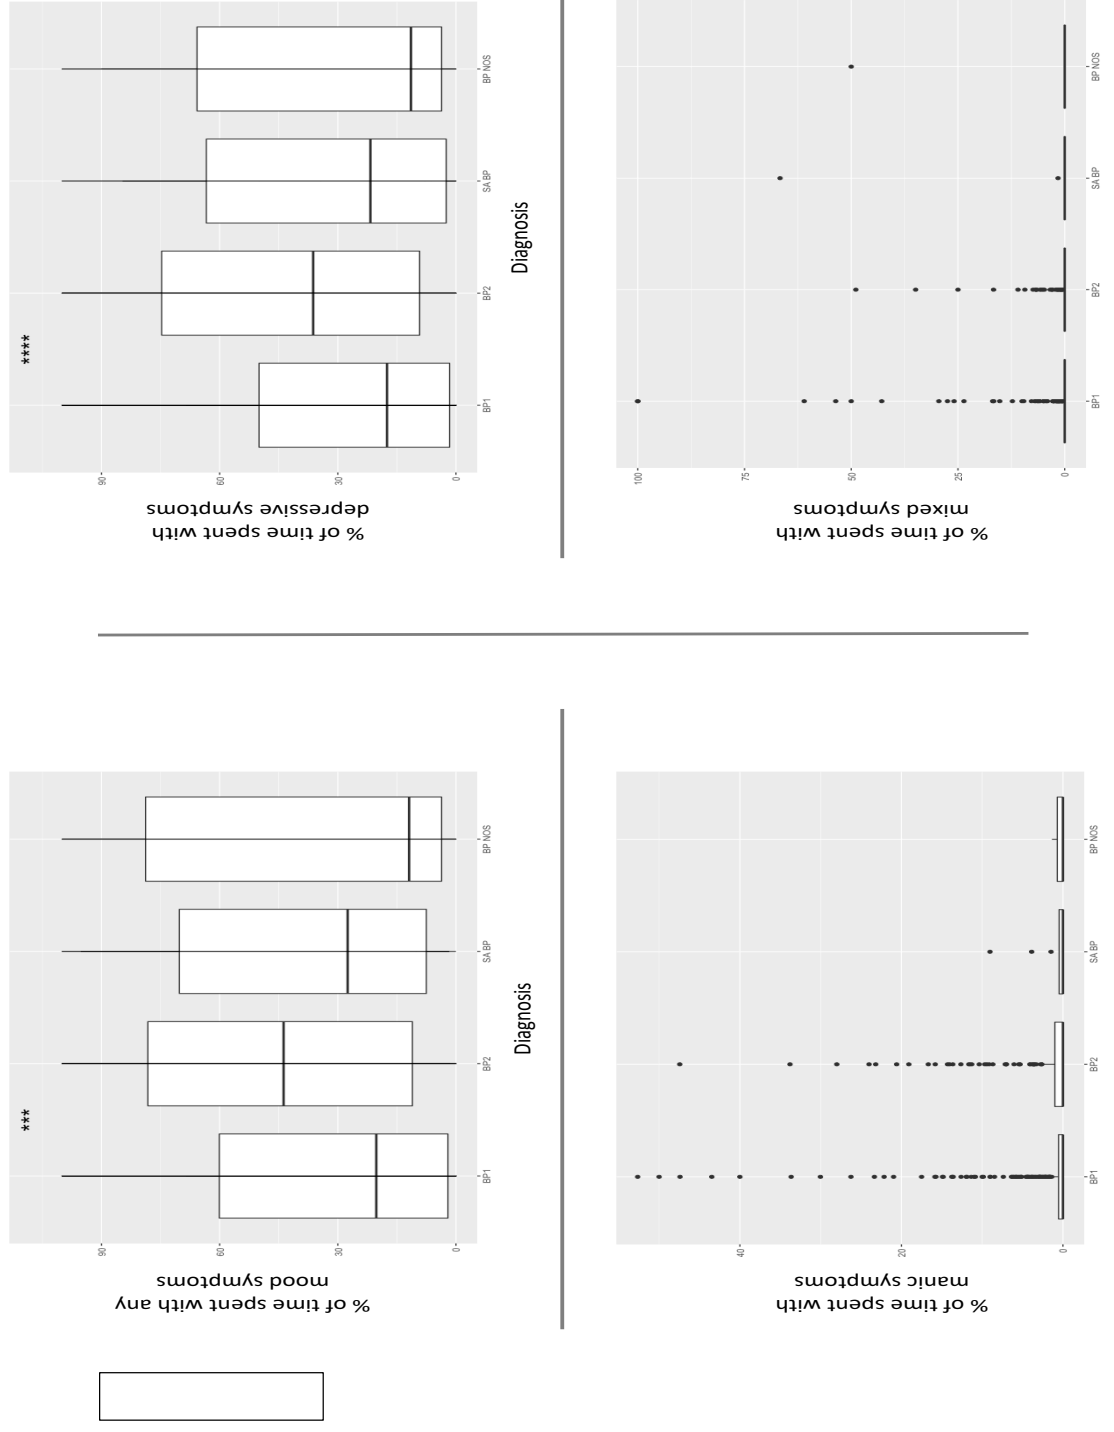 % of time spent with any
mood symptoms
***
90
60
30
0
BP1
BP2
SA BP
BP NOS
Diagnosis
% of time spent with
depressive symptoms
****
90
60
30
0
BP1
BP2
SA BP
BP NOS
Diagnosis
% of time spent with
manic symptoms
40
20
0
BP1
BP2
SA BP
BP NOS
% of time spent with
mixed symptoms
100
75
50
25
0
BP1
BP2
SA BP
BP NOS